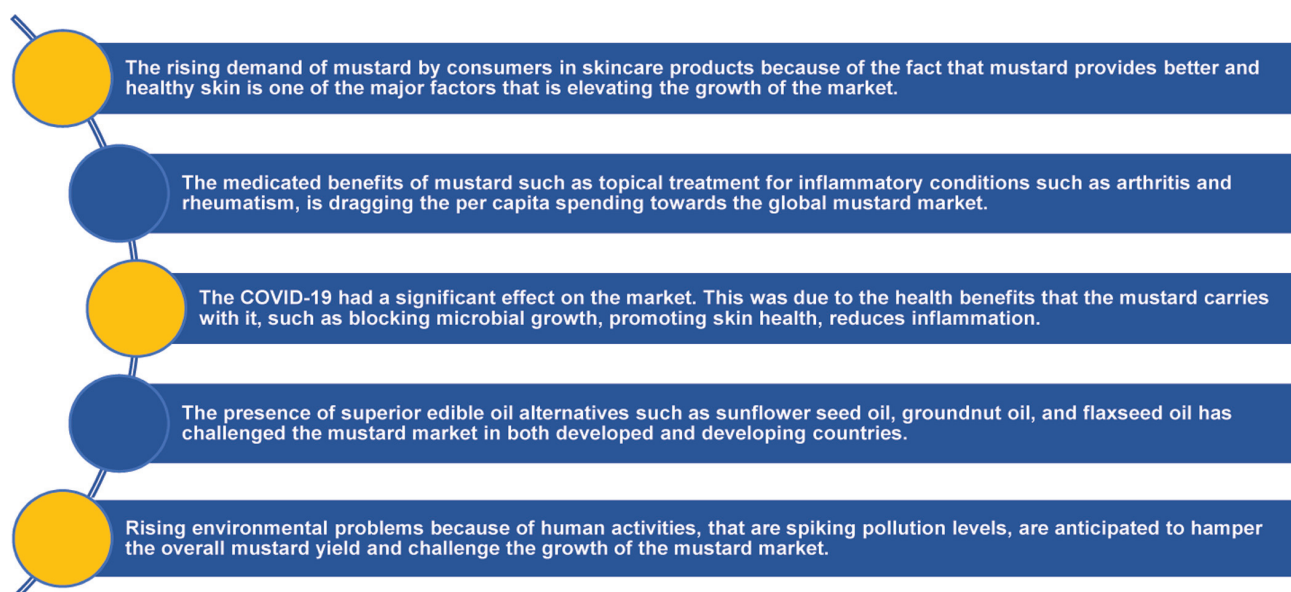 The rising demand of mustard by consumers in skincare products because of the fact that mustard provides better and
healthy skin is one of the major factors that is elevating the growth of the market.
The medicated benefits of mustard such as topical treatment for inflammatory conditions such as arthritis and
rheumatism, is dragging the per capita spending towards the global mustard market.
The COVID-19 had a significant effect on the market. This was due to the health benefits that the mustard carries
with it, such as blocking microbial growth, promoting skin health, reduces inflammation.
The presence of superior edible oil alternatives such as sunflower seed oil, groundnut oil, and flaxseed oil has
challenged the mustard market in both developed and developing countries.
Rising environmental problems because of human activities, that are spiking pollution levels, are anticipated to hamper
the overall mustard yield and challenge the growth of the mustard market.